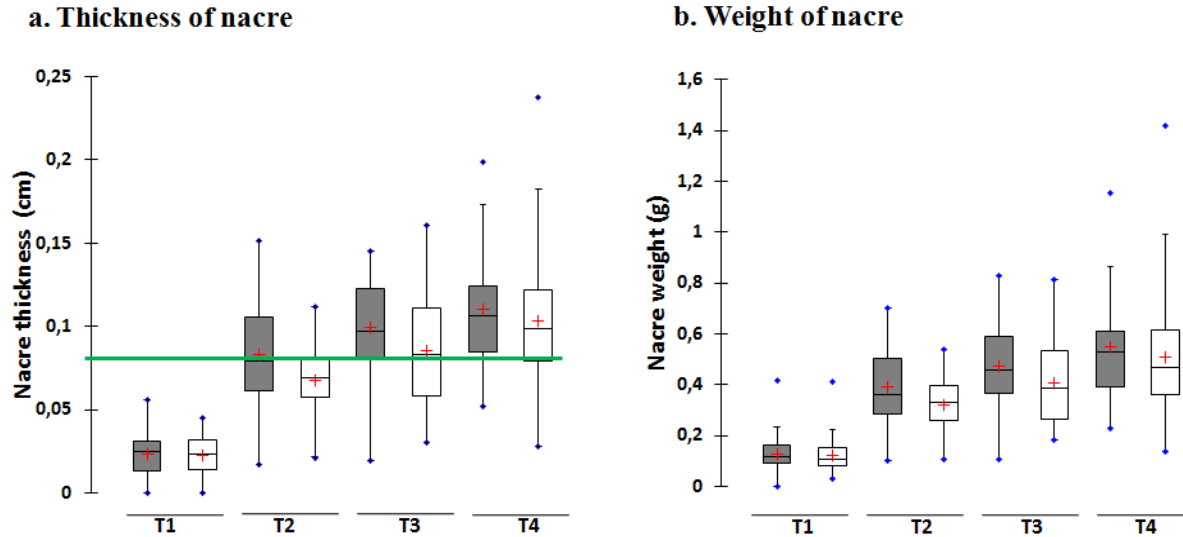 a. Thickness of nacre
Nacre thickness (cm)
0,25
0,2
0,15
0,1
0,05
0
T1 T2 T3 T4
b. Weight of nacre
Nacre weight (g)
1,6
1,4
1,2
1
0,8
0,6
0,4
0,2
0
T1 T2 T3 T4